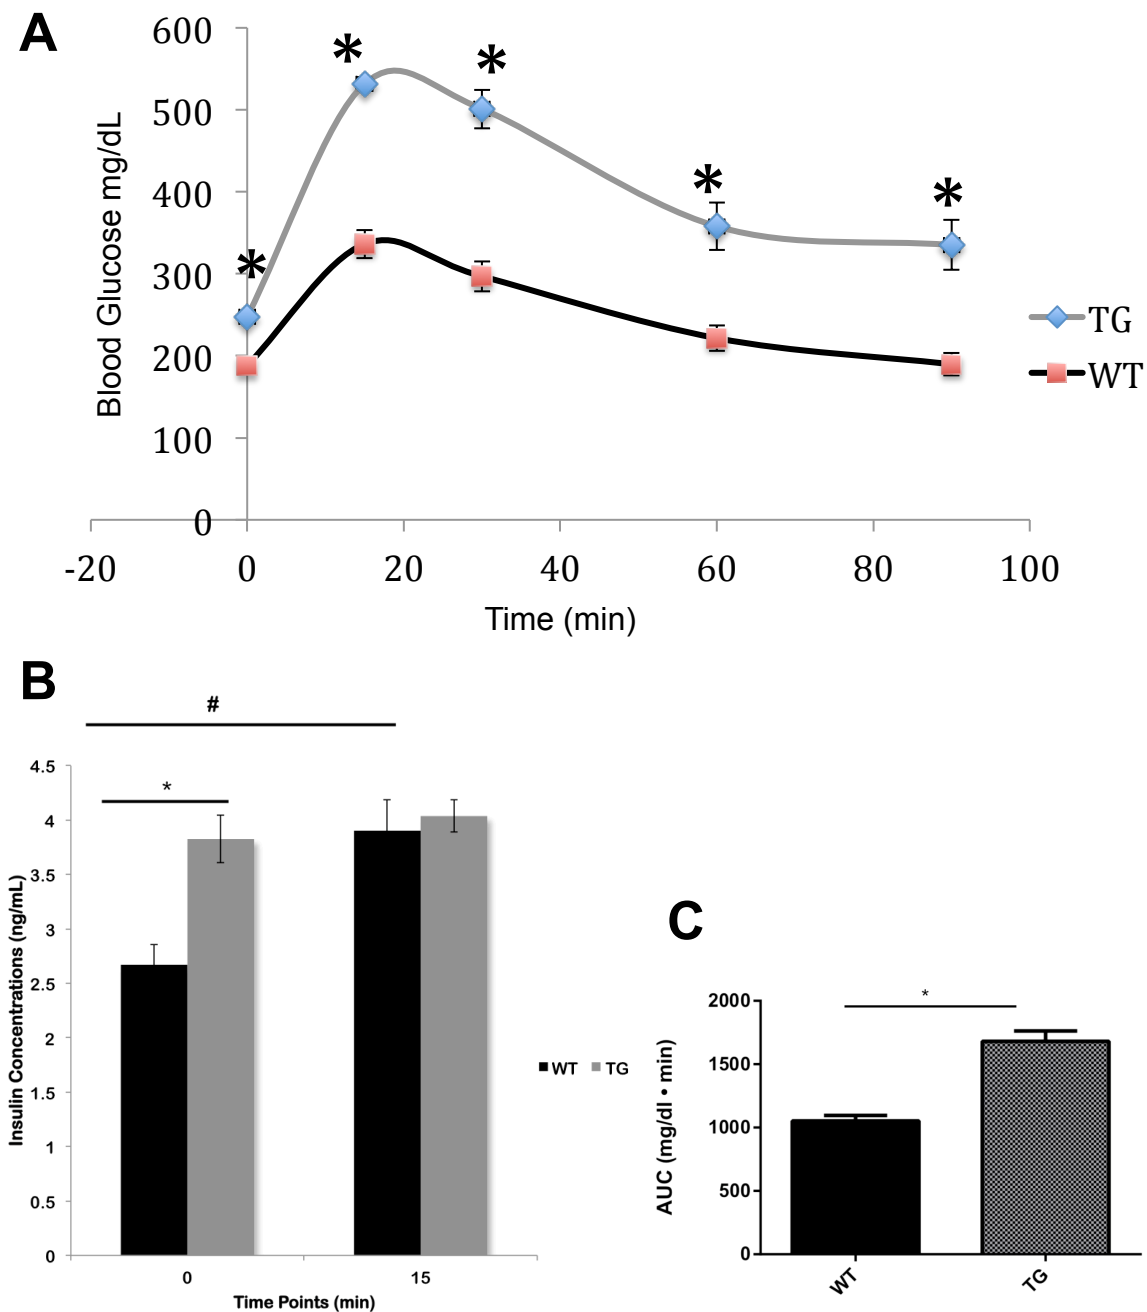 A
600
500
400
300
200
100
0
Blood Glucose mg/dL
* * * * *
-20 0 20 40 60 80 100
Time (min)
TG
WT
B
#
*
4.5
4
3.5
3
2.5
2
1.5
1
0.5
0
Insulin Concentrations (ng/mL)
0 15
Time Points (min)
WT TG
C
*
2000
1500
1000
500
0
AUC (mg/dl • min)
WT TG